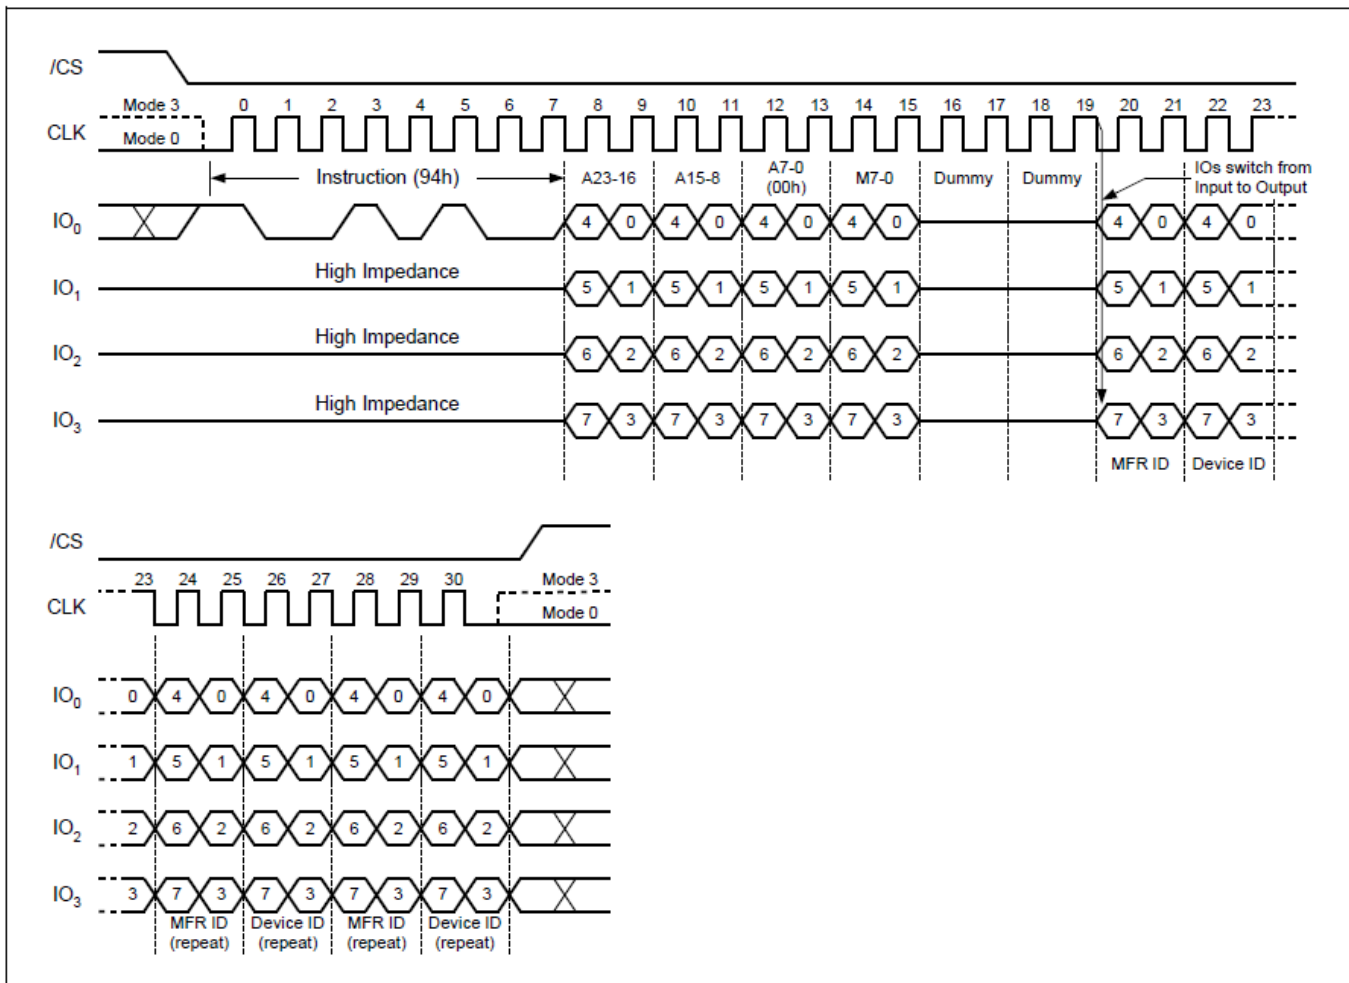 /CS
Mode 3 0 1 2 3 4 5 6 7 8 9 10 11 12 13 14 15 16 17 18 19 20 21 22 23
CLK
Mode 0
Instruction (94h) A23-16 A15-8 A7-0 (00h) M7-0 Dummy Dummy
IOs switch from
Input to Output
IO0 4 0 4 0 4 0 4 0 4 0 4 0
High Impedance
IO1 5 1 5 1 5 1 5 1 5 1 5 1
High Impedance
IO2 6 2 6 2 6 2 6 2 6 2 6 2
High Impedance
IO3 7 3 7 3 7 3 7 3 7 3 7 3
MFR ID Device ID
/CS
23 24 25 26 27 28 29 30 Mode 3
CLK
Mode 0
IO0 0 4 0 4 0 4 0 4 0
IO1 1 5 1 5 1 5 1 5 1
IO2 2 6 2 6 2 6 2 6 2
IO3 3 7 3 7 3 7 3 7 3
MFR ID Device ID MFR ID Device ID
(repeat) (repeat) (repeat) (repeat)